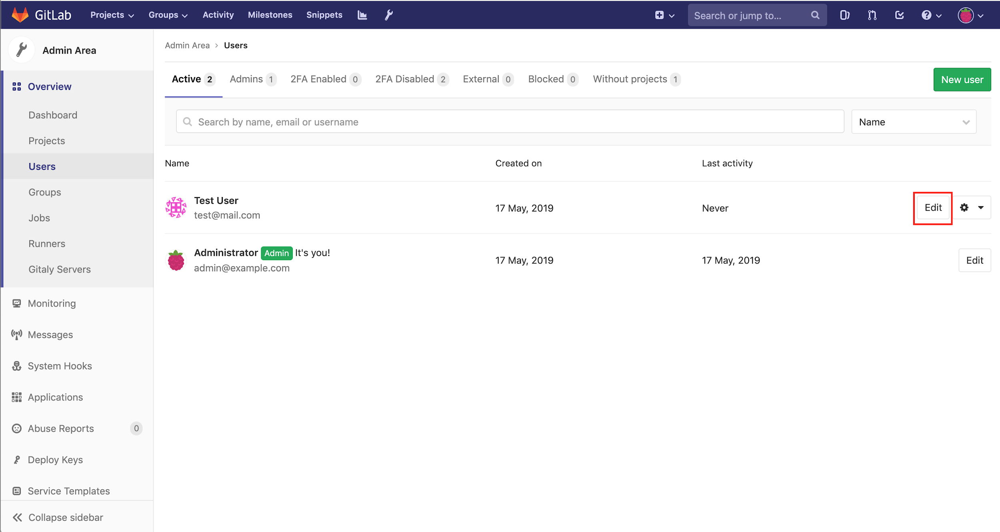 GitLab Projects Groups Activity Milestones Snippets Search or jump to...
Admin Area
Overview
Dashboard
Projects
Users
Groups
Jobs
Runners
Gitaly Servers
Monitoring
Messages
System Hooks
Applications
Abuse Reports 0
Deploy Keys
Service Templates
Collapse sidebar
Admin Area > Users
Active 2 Admins 1 2FA Enabled 0 2FA Disabled 2 External 0 Blocked 0 Without projects 1 New user
Search by name, email or username Name
Name Created on Last activity
Test User
test@mail.com
17 May, 2019 Never Edit
Administrator Admin It's you!
admin@example.com
17 May, 2019 17 May, 2019 Edit